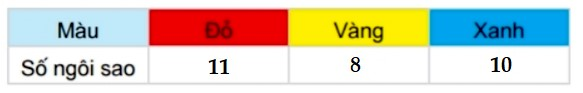 Màu Đỏ Vàng Xanh
Số ngôi sao 11 8 10